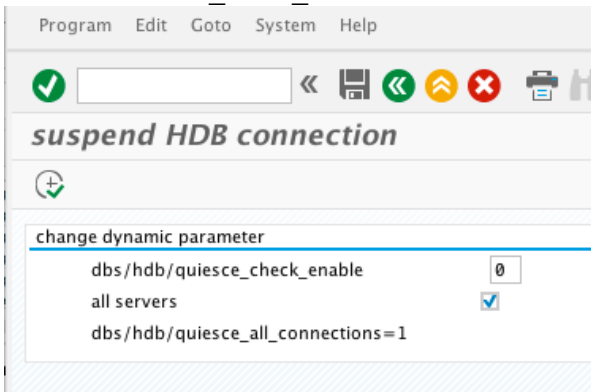 Program Edit Goto System Help
suspend HDB connection
change dynamic parameter
dbs/hdb/quiesce_check_enable 0
all servers
dbs/hdb/quiesce_all_connections=1